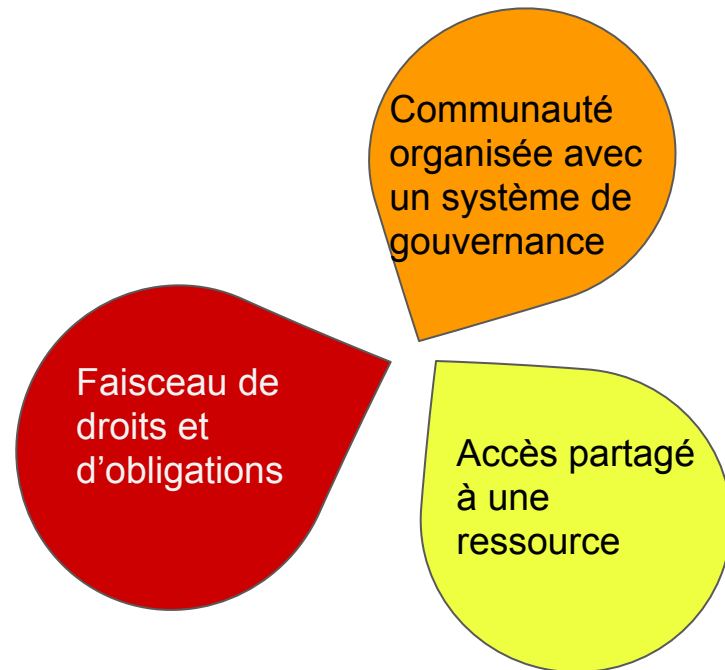 Communauté
organisée avec
un système de
gouvernance
Faisceau de
droits et
d’obligations
Accès partagé
à une
ressource